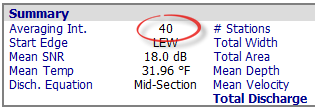 Summary
Averaging Int. 40 # Stations
Start Edge LEW Total Width
Mean SNR 18.0 dB Total Area
Mean Temp 31.96 °F Mean Depth
Disch. Equation Mid-Section Mean Velocity
Total Discharge